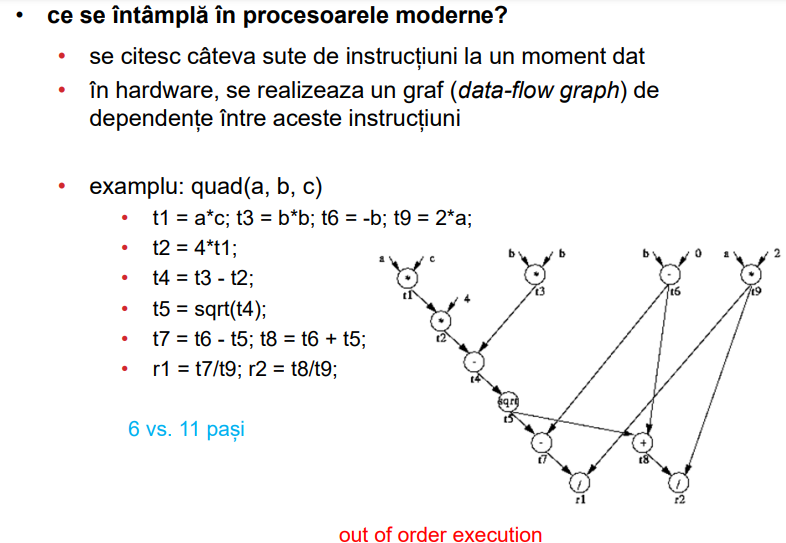 • ce se întâmplă în procesoarele moderne?
• se citesc câteva sute de instrucțiuni la un moment dat
• în hardware, se realizeaza un graf (data-flow graph) de
dependențe între aceste instrucțiuni
• examplu: quad(a, b, c)
• t1 = a*c; t3 = b*b; t6 = -b; t9 = 2*a;
• t2 = 4*t1;
• t4 = t3 - t2;
• t5 = sqrt(t4);
• t7 = t6 - t5; t8 = t6 + t5;
• r1 = t7/t9; r2 = t8/t9;
6 vs. 11 pași
a c b b b 0 a 2
* * - *
t1 t3 t6 t9
4
*
t2
-
t4
sqrt
t5
- +
t7 t8
/ /
r1 r2
out of order execution